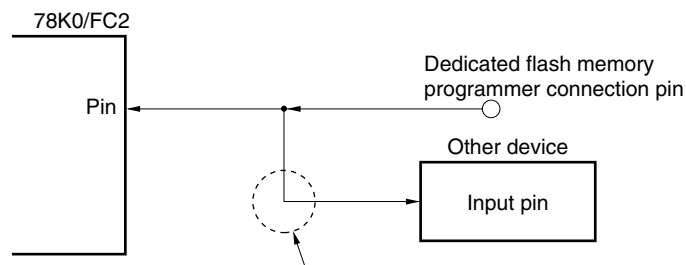 78K0/FC2
Dedicated flash memory
programmer connection pin
Pin
Other device
Input pin